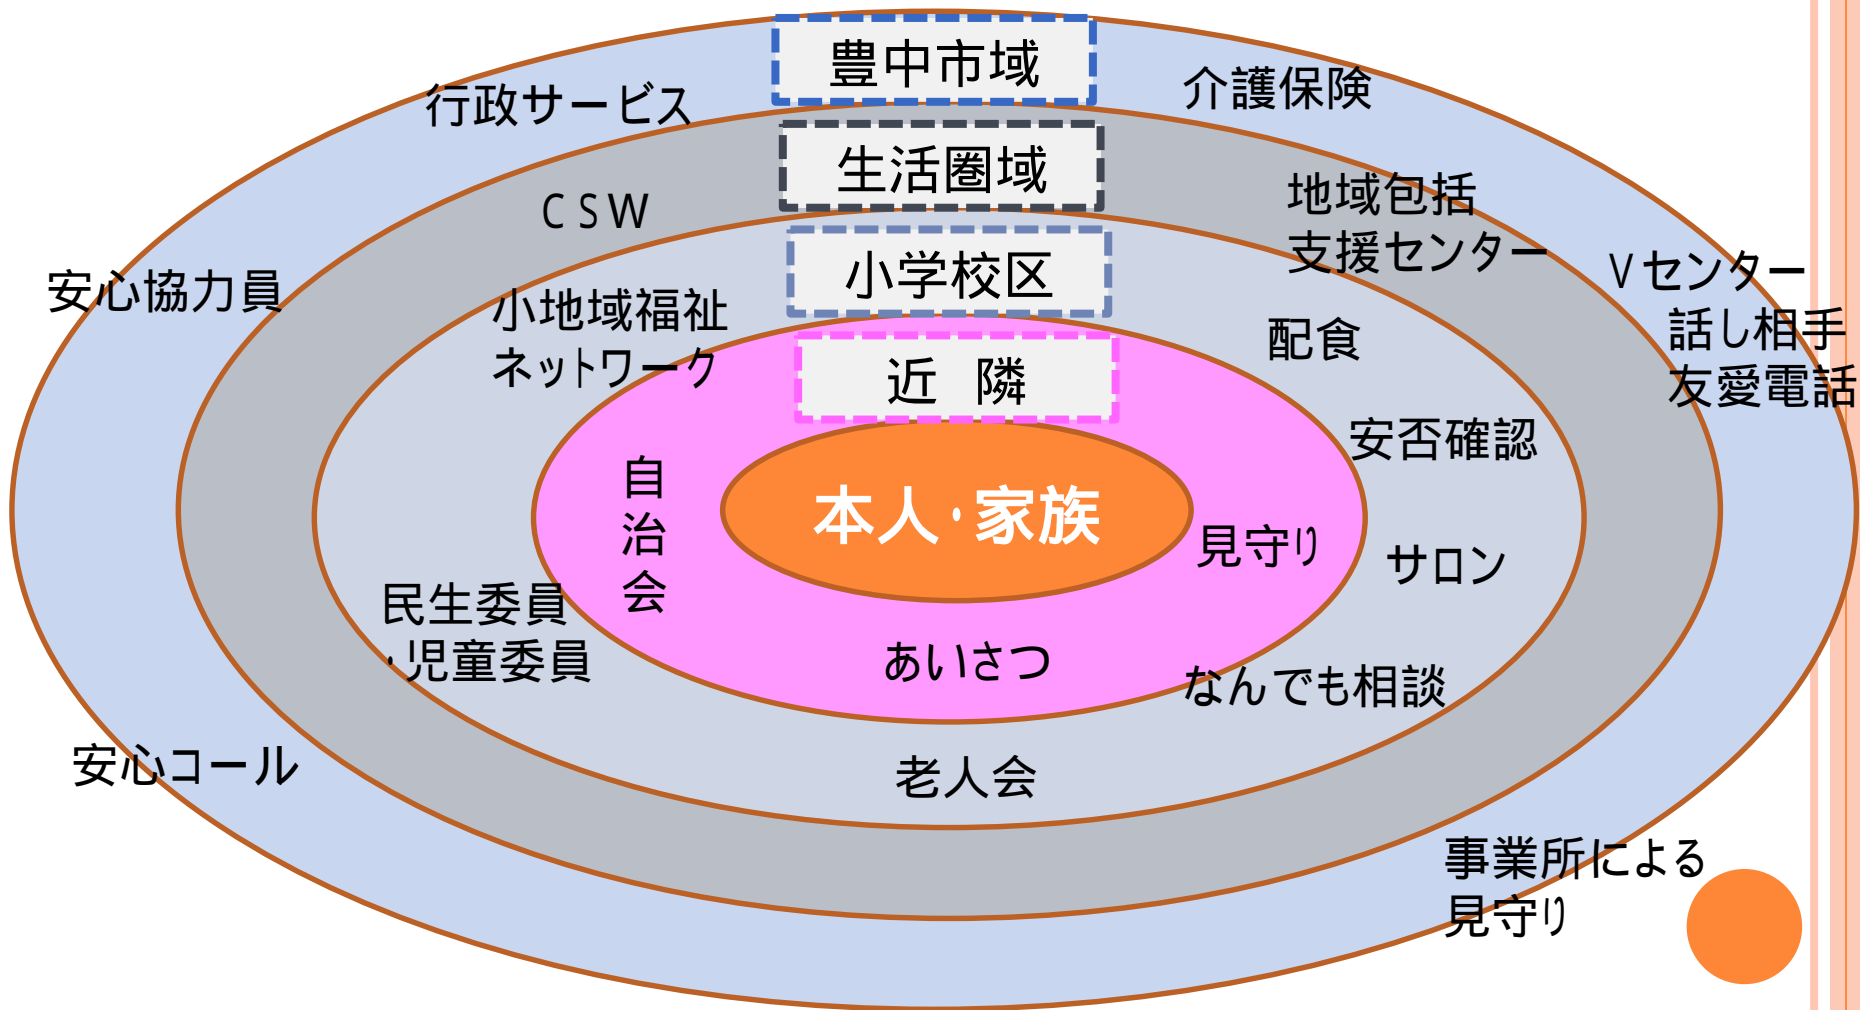 豊中市域
行政サービス
介護保険
生活圏域
CSW
地域包括
支援センター
小学校区
Vセンター
話し相手
友愛電話
安心協力員
小地域福祉
ネットワーク
配食
近 隣
安否確認
自治会
本人・家族
見守り
サロン
民生委員
・児童委員
あいさつ
なんでも相談
安心コール
老人会
事業所による
見守り